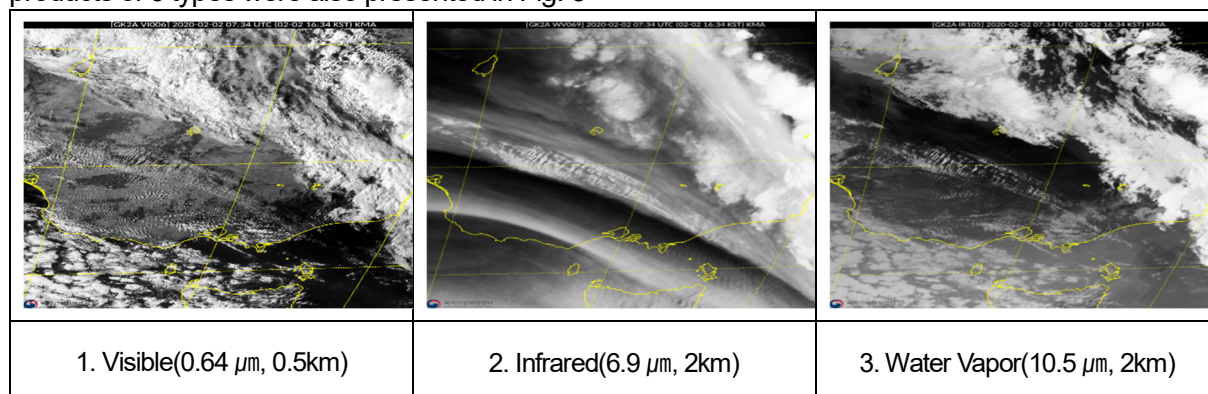 products of 3 types were also presented in Fig. 3
[GK2A VI006] 2020-02-02 07:34 UTC (02-02 16:34 KST) KMA
[GK2A WV069] 2020-02-02 07:34 UTC (02-02 16:34 KST) KMA
[GK2A IR105] 2020-02-02 07:34 UTC (02-02 16:34 KST) KMA
1. Visible(0.64 ㎛, 0.5km)
2. Infrared(6.9 ㎛, 2km)
3. Water Vapor(10.5 ㎛, 2km)